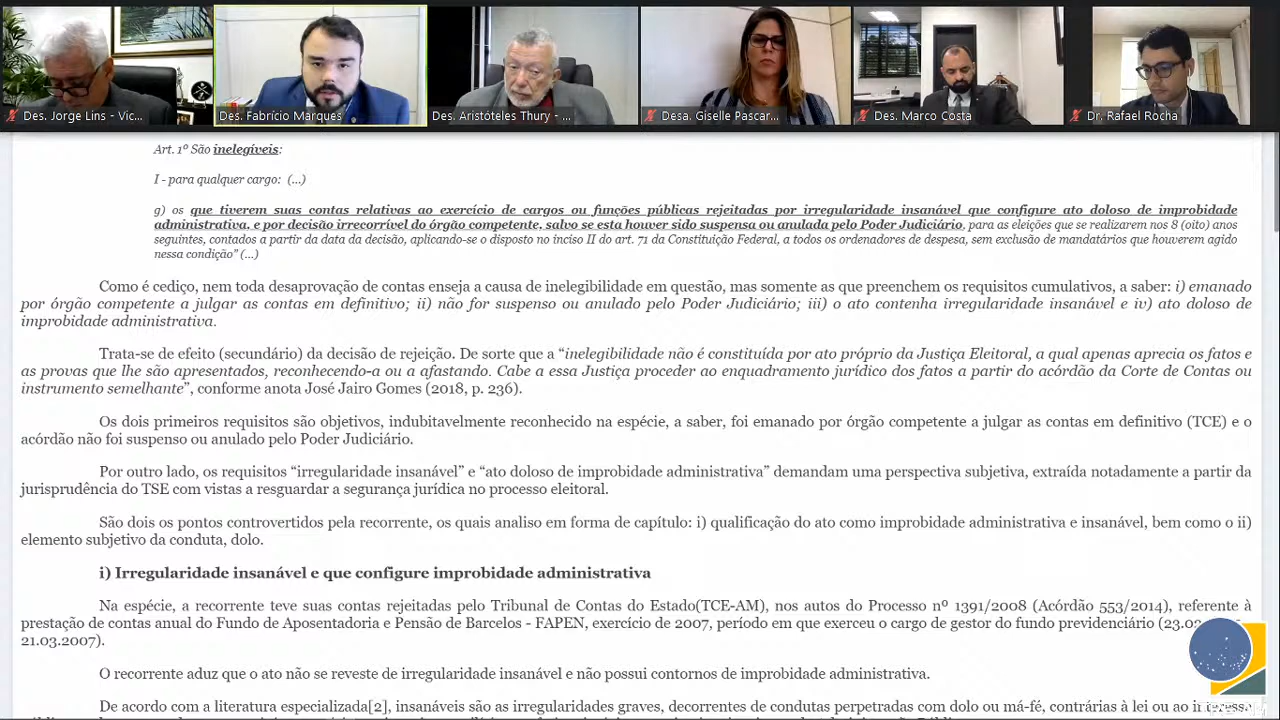 Des. Jorge Lins - Vic...
Des. Fabrício Marques
Des. Aristóteles Thury - ...
Desa. Giselle Pascar...
Des. Marco Costa
Dr. Rafael Rocha
Art. 1º São inelegíveis:
I - para qualquer cargo: (...)
g) os que tiverem suas contas relativas ao exercício de cargos ou funções públicas rejeitadas por irregularidade insanável que configure ato doloso de improbidade
administrativa, e por decisão irrecorrível do órgão competente, salvo se esta houver sido suspensa ou anulada pelo Poder Judiciário, para as eleições que se realizarem nos 8 (oito) anos
seguintes, contados a partir da data da decisão, aplicando-se o disposto no inciso II do art. 71 da Constituição Federal, a todos os ordenadores de despesa, sem exclusão de mandatários que houverem agido
nessa condição” (...)
Como é cediço, nem toda desaprovação de contas enseja a causa de inelegibilidade em questão, mas somente as que preenchem os requisitos cumulativos, a saber: i) emanado
por órgão competente a julgar as contas em definitivo; ii) não for suspenso ou anulado pelo Poder Judiciário; iii) o ato contenha irregularidade insanável e iv) ato doloso de
improbidade administrativa.
Trata-se de efeito (secundário) da decisão de rejeição. De sorte que a “inelegibilidade não é constituída por ato próprio da Justiça Eleitoral, a qual apenas aprecia os fatos e
as provas que lhe são apresentados, reconhecendo-a ou a afastando. Cabe a essa Justiça proceder ao enquadramento jurídico dos fatos a partir do acórdão da Corte de Contas ou
instrumento semelhante”, conforme anota José Jairo Gomes (2018, p. 236).
Os dois primeiros requisitos são objetivos, indubitavelmente reconhecido na espécie, a saber, foi emanado por órgão competente a julgar as contas em definitivo (TCE) e o
acórdão não foi suspenso ou anulado pelo Poder Judiciário.
Por outro lado, os requisitos “irregularidade insanável” e “ato doloso de improbidade administrativa” demandam uma perspectiva subjetiva, extraída notadamente a partir da
jurisprudência do TSE com vistas a resguardar a segurança jurídica no processo eleitoral.
São dois os pontos controvertidos pela recorrente, os quais analiso em forma de capítulo: i) qualificação do ato como improbidade administrativa e insanável, bem como o ii)
elemento subjetivo da conduta, dolo.
i) Irregularidade insanável e que configure improbidade administrativa
Na espécie, a recorrente teve suas contas rejeitadas pelo Tribunal de Contas do Estado(TCE-AM), nos autos do Processo nº 1391/2008 (Acórdão 553/2014), referente à
prestação de contas anual do Fundo de Aposentadoria e Pensão de Barcelos - FAPEN, exercício de 2007, período em que exerceu o cargo de gestor do fundo previdenciário (23.03
21.03.2007).
O recorrente aduz que o ato não se reveste de irregularidade insanável e não possui contornos de improbidade administrativa.
De acordo com a literatura especializada[2], insanáveis são as irregularidades graves, decorrentes de condutas perpetradas com dolo ou má-fé, contrárias à lei ou ao